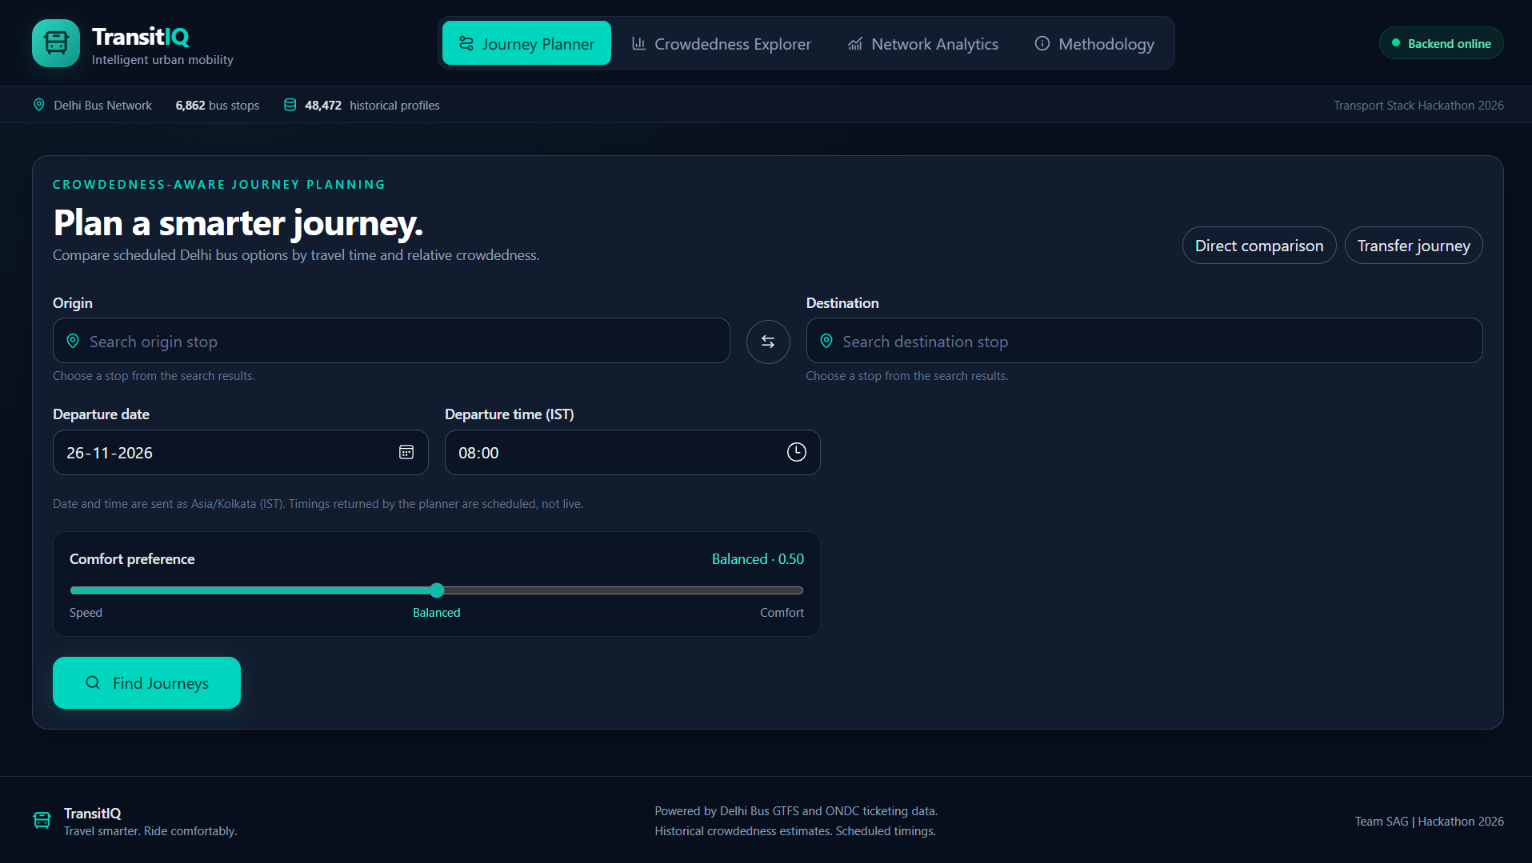 TransitIQ
Intelligent urban mobility
Journey Planner
Crowdedness Explorer
Network Analytics
Methodology
Backend online
Delhi Bus Network
6,862 bus stops
48,472 historical profiles
Transport Stack Hackathon 2026
CROWDEDNESS-AWARE JOURNEY PLANNING
Plan a smarter journey.
Compare scheduled Delhi bus options by travel time and relative crowdedness.
Direct comparison
Transfer journey
Origin
Search origin stop
Choose a stop from the search results.
Destination
Search destination stop
Choose a stop from the search results.
Departure date
26-11-2026
Departure time (IST)
08:00
Date and time are sent as Asia/Kolkata (IST). Timings returned by the planner are scheduled, not live.
Comfort preference
Balanced · 0.50
Speed
Balanced
Comfort
Find Journeys
TransitIQ
Travel smarter. Ride comfortably.
Powered by Delhi Bus GTFS and ONDC ticketing data.
Historical crowdedness estimates. Scheduled timings.
Team SAG | Hackathon 2026